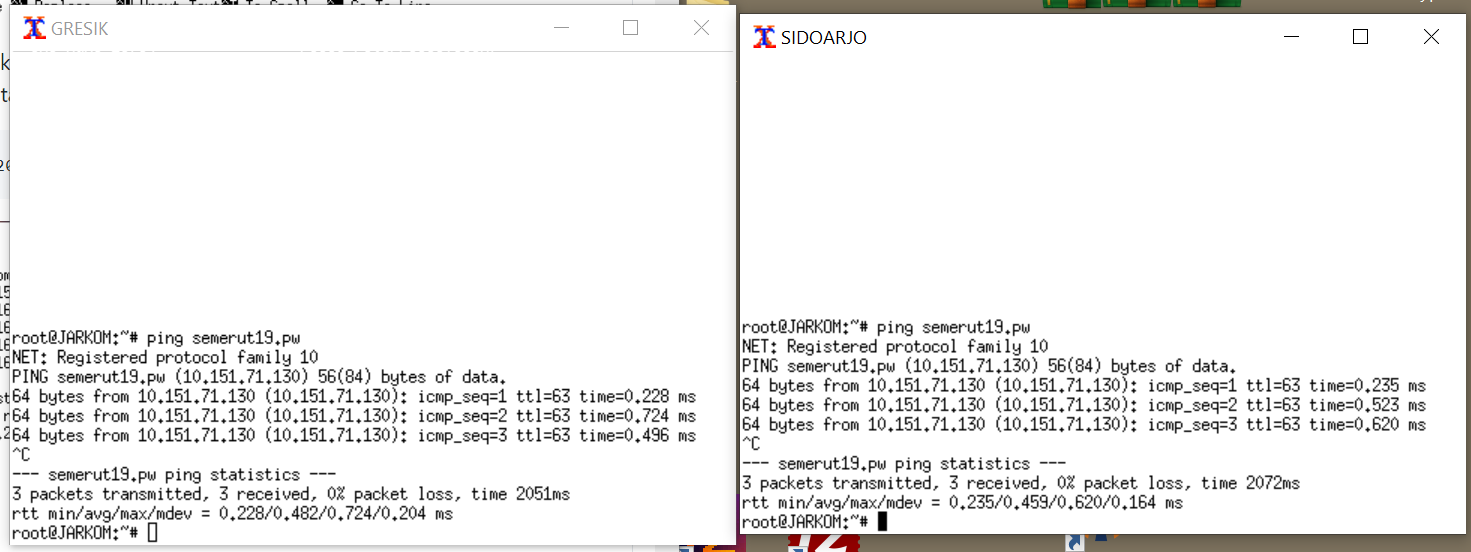 GRESIK
root@JARKOM:~# ping semerut19.pw
NET: Registered protocol family 10
PING semerut19.pw (10.151.71.130) 56(84) bytes of data.
64 bytes from 10.151.71.130 (10.151.71.130): icmp_seq=1 ttl=63 time=0.228 ms
64 bytes from 10.151.71.130 (10.151.71.130): icmp_seq=2 ttl=63 time=0.724 ms
64 bytes from 10.151.71.130 (10.151.71.130): icmp_seq=3 ttl=63 time=0.496 ms
^C
--- semerut19.pw ping statistics ---
3 packets transmitted, 3 received, 0% packet loss, time 2051ms
rtt min/avg/max/mdev = 0.228/0.482/0.724/0.204 ms
root@JARKOM:~#
SIDOARJO
root@JARKOM:~# ping semerut19.pw
NET: Registered protocol family 10
PING semerut19.pw (10.151.71.130) 56(84) bytes of data.
64 bytes from 10.151.71.130 (10.151.71.130): icmp_seq=1 ttl=63 time=0.235 ms
64 bytes from 10.151.71.130 (10.151.71.130): icmp_seq=2 ttl=63 time=0.523 ms
64 bytes from 10.151.71.130 (10.151.71.130): icmp_seq=3 ttl=63 time=0.620 ms
^C
--- semerut19.pw ping statistics ---
3 packets transmitted, 3 received, 0% packet loss, time 2072ms
rtt min/avg/max/mdev = 0.235/0.459/0.620/0.164 ms
root@JARKOM:~#